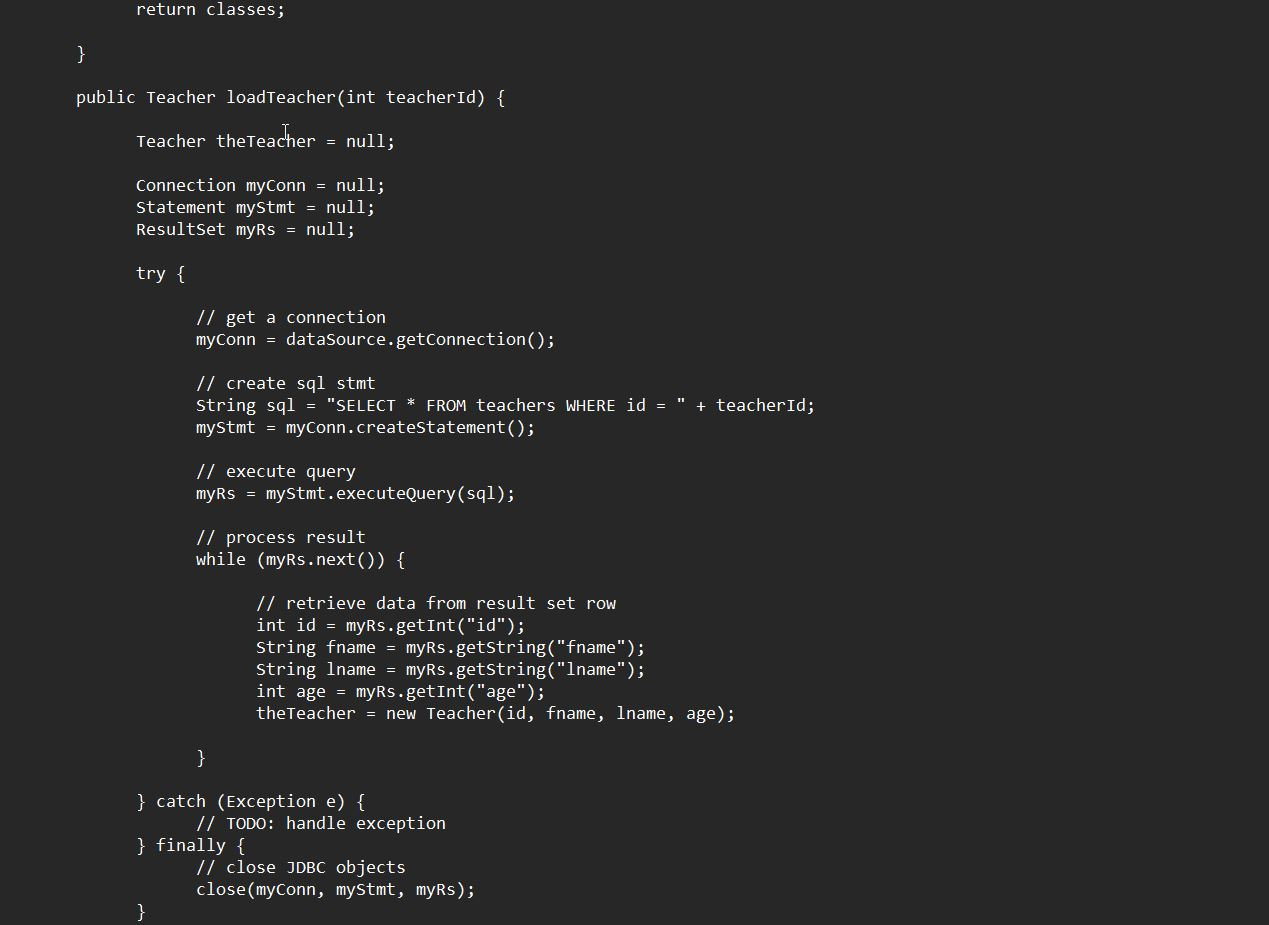 return classes;
}
public Teacher loadTeacher(int teacherId) {
Teacher theTeacher = null;
Connection myConn = null;
Statement myStmt = null;
ResultSet myRs = null;
try {
// get a connection
myConn = dataSource.getConnection();
// create sql stmt
String sql = "SELECT * FROM teachers WHERE id = " + teacherId;
myStmt = myConn.createStatement();
// execute query
myRs = myStmt.executeQuery(sql);
// process result
while (myRs.next()) {
// retrieve data from result set row
int id = myRs.getInt("id");
String fname = myRs.getString("fname");
String lname = myRs.getString("lname");
int age = myRs.getInt("age");
theTeacher = new Teacher(id, fname, lname, age);
}
} catch (Exception e) {
// TODO: handle exception
} finally {
// close JDBC objects
close(myConn, myStmt, myRs);
}